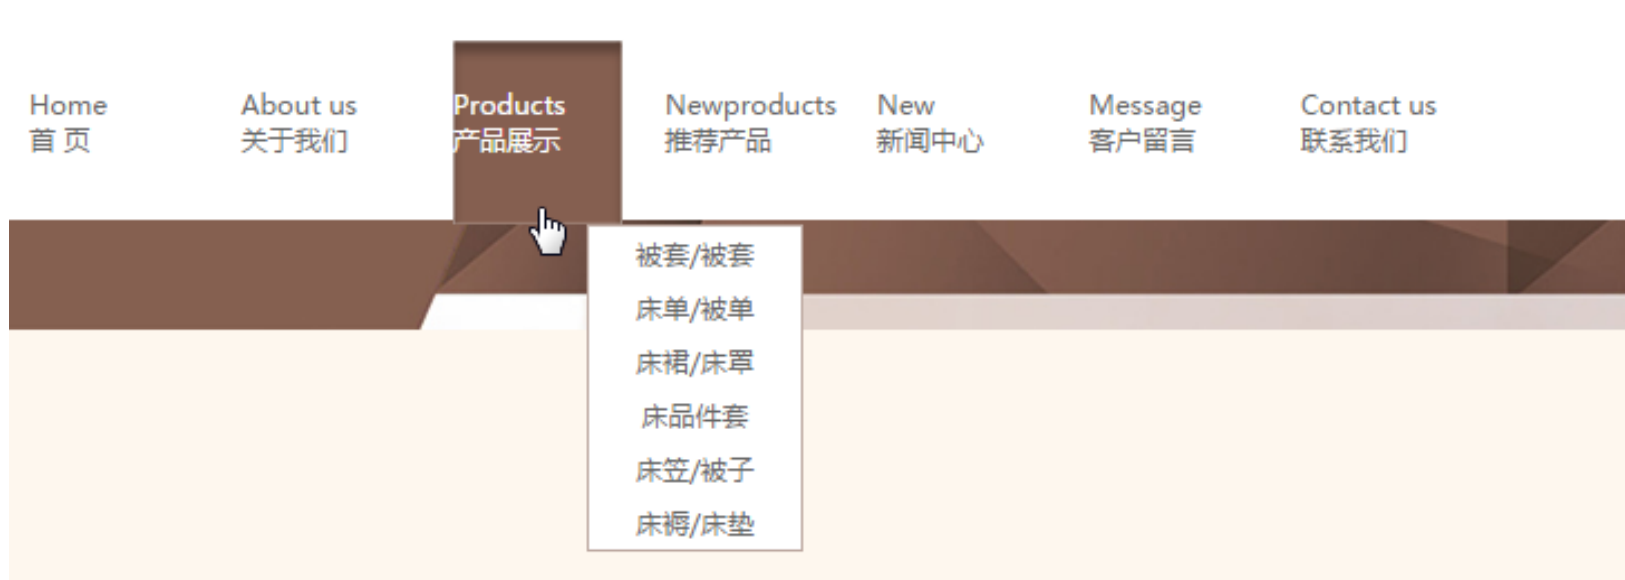 Home
首 页
About us
关于我们
Products
产品展示
Newproducts
推荐产品
New
新闻中心
Message
客户留言
Contact us
联系我们
被套/被套
床单/被单
床裙/床罩
床品件套
床笠/被子
床褥/床垫